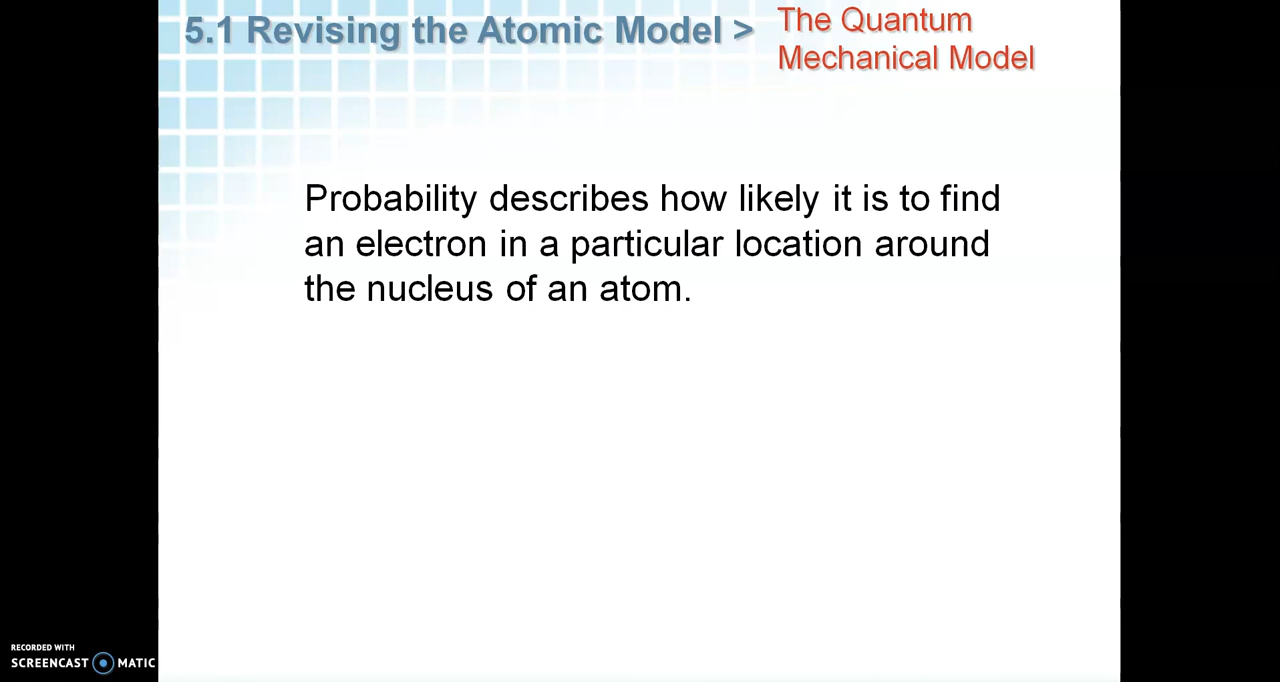 5.1 Revising the Atomic Model >
The Quantum
Mechanical Model
Probability describes how likely it is to find
an electron in a particular location around
the nucleus of an atom.
RECORDED WITH
SCREENCAST MATIC